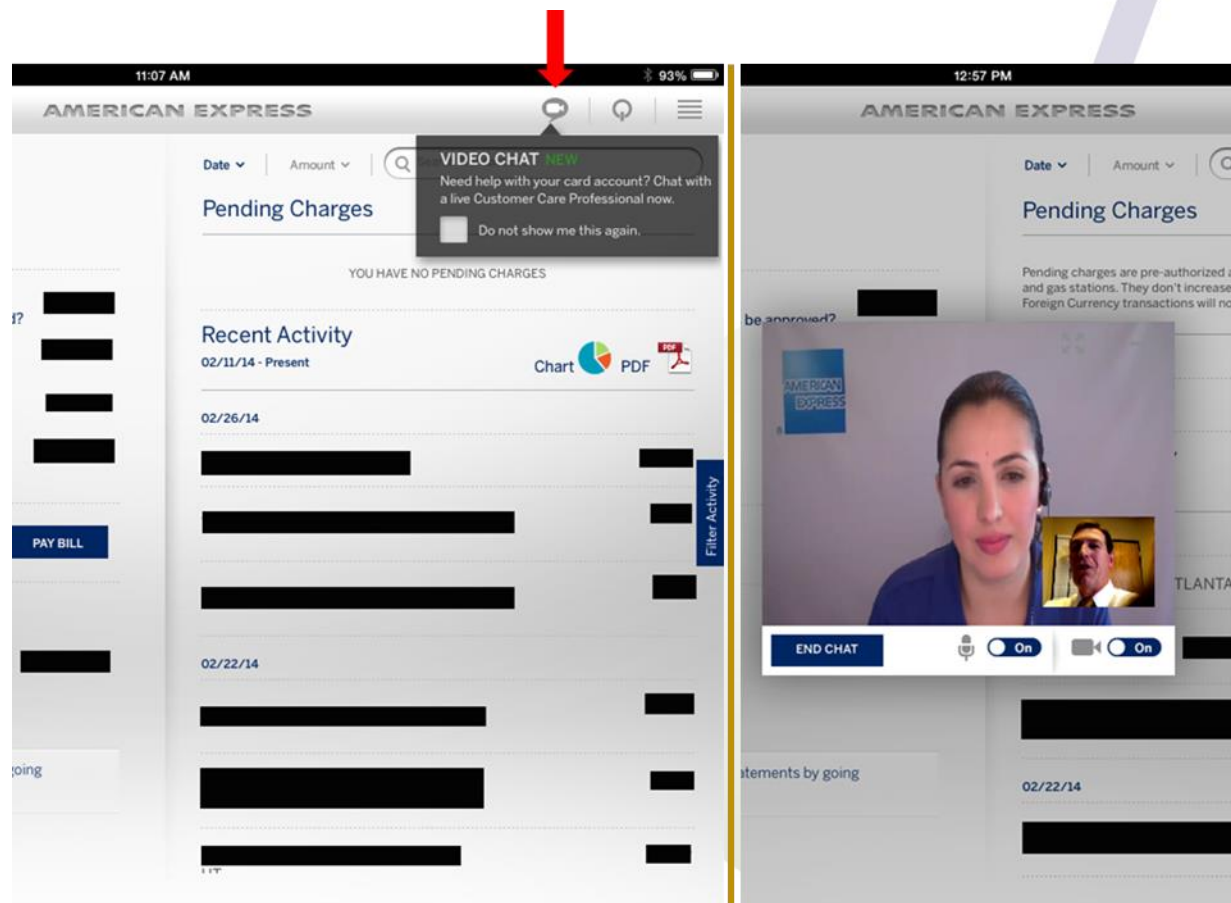 11:07 AM
93%
AMERICAN EXPRESS
Date
Amount
VIDEO CHAT NEW
Need help with your card account? Chat with
a live Customer Care Professional now.
Do not show me this again.
Pending Charges
YOU HAVE NO PENDING CHARGES
d?
Recent Activity
02/11/14 - Present
Chart
PDF
PDF
02/26/14
Filter Activity
PAY BILL
02/22/14
going
12:57 PM
AMERICAN EXPRESS
Date
Amount
Pending Charges
Pending charges are pre-authorized a
and gas stations. They don't increase
Foreign Currency transactions will no
be approved?
AMERICAN
EXPRESS
®
TLANTA
END CHAT
On
On
atements by going
02/22/14